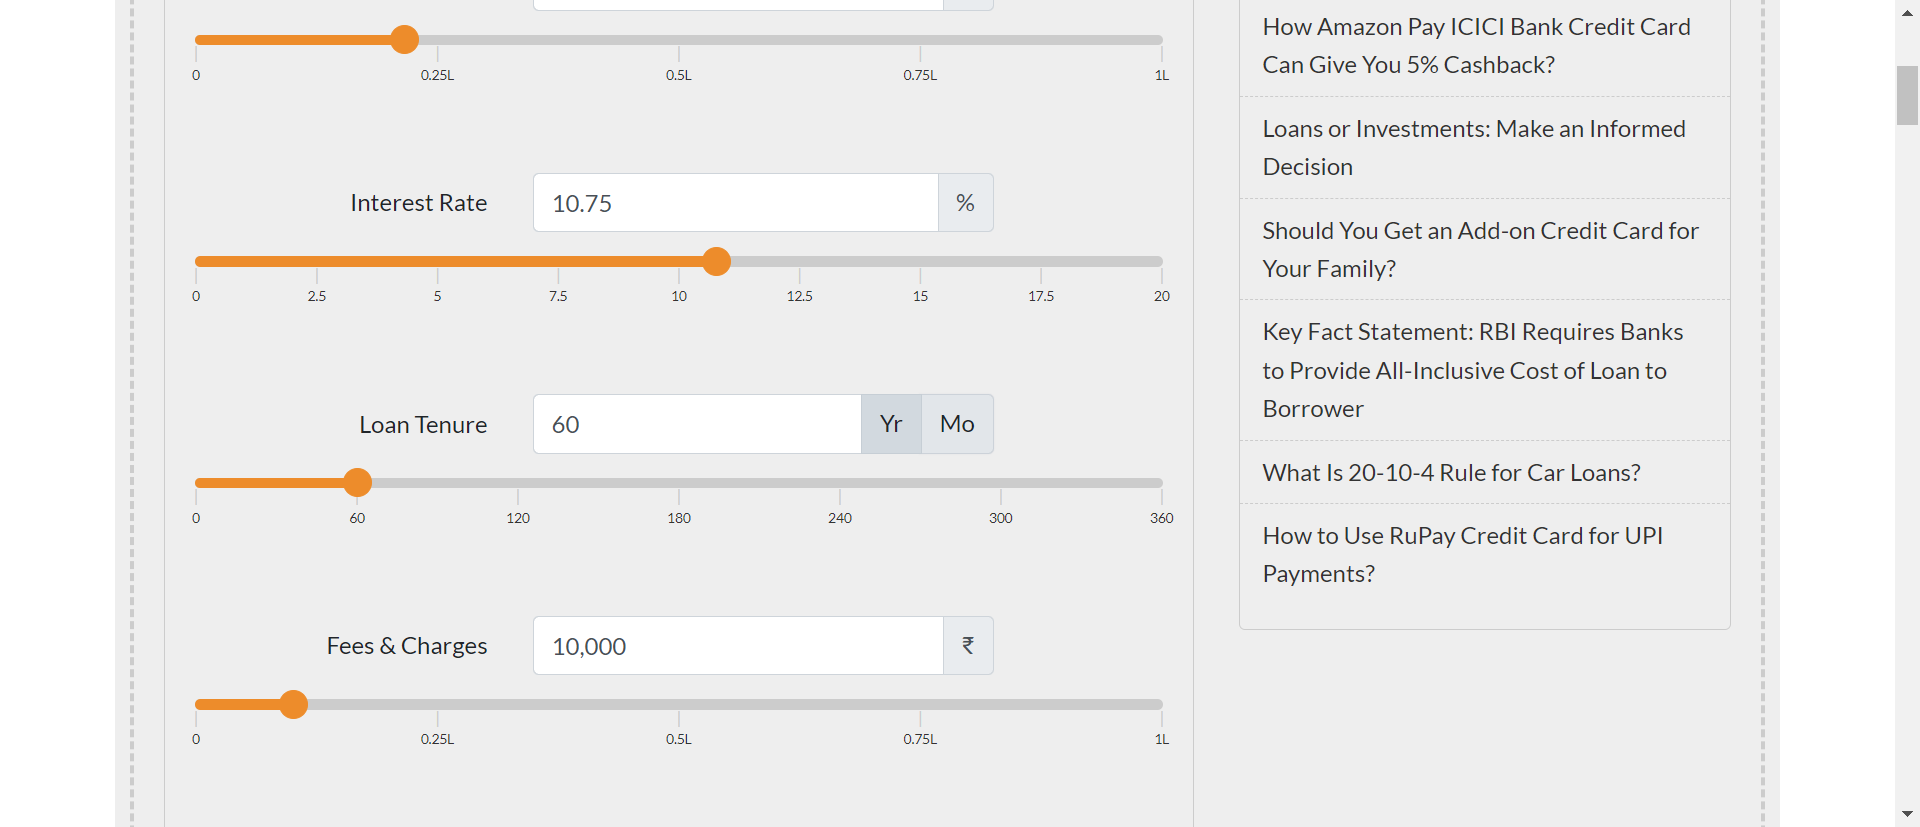 0 0.25L 0.5L 0.75L 1L
Interest Rate 10.75 %
0 2.5 5 7.5 10 12.5 15 17.5 20
Loan Tenure 60 Yr Mo
0 60 120 180 240 300 360
Fees & Charges 10,000 ₹
0 0.25L 0.5L 0.75L 1L
How Amazon Pay ICICI Bank Credit Card
Can Give You 5% Cashback?
Loans or Investments: Make an Informed
Decision
Should You Get an Add-on Credit Card for
Your Family?
Key Fact Statement: RBI Requires Banks
to Provide All-Inclusive Cost of Loan to
Borrower
What Is 20-10-4 Rule for Car Loans?
How to Use RuPay Credit Card for UPI
Payments?